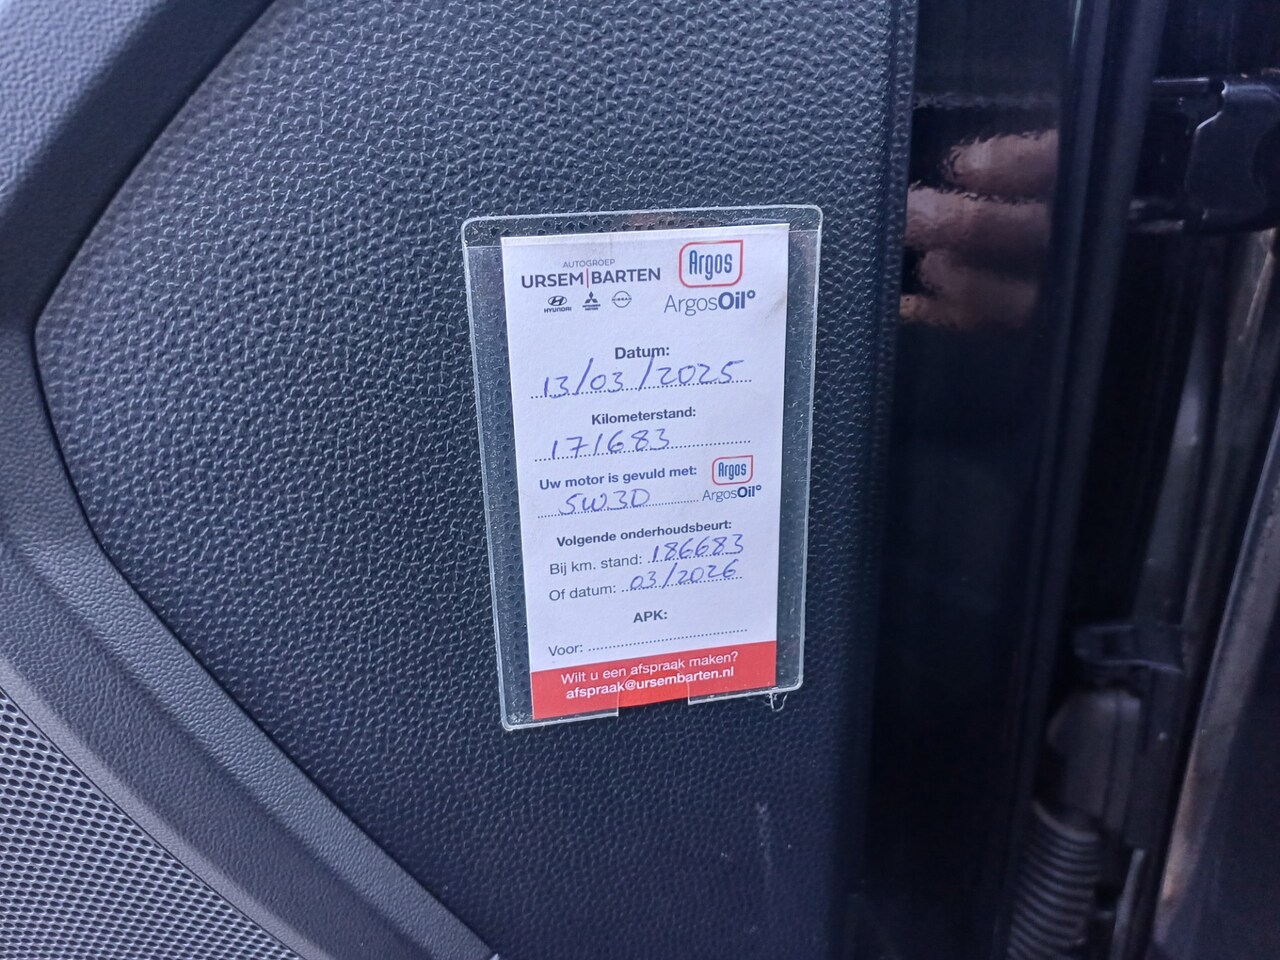 AUTOGROEP
URSEM|BARTEN
HYUNDAI
NISSAN
Argos
ArgosOil°
Datum:
13/03/2025
Kilometerstand:
171683
Uw motor is gevuld met: Argos
5W30 ArgosOil°
Volgende onderhoudsbeurt:
Bij km. stand: 186683
Of datum: 03/2026
APK:
Voor:
Wilt u een afspraak maken?
afspraak@ursembarten.nl